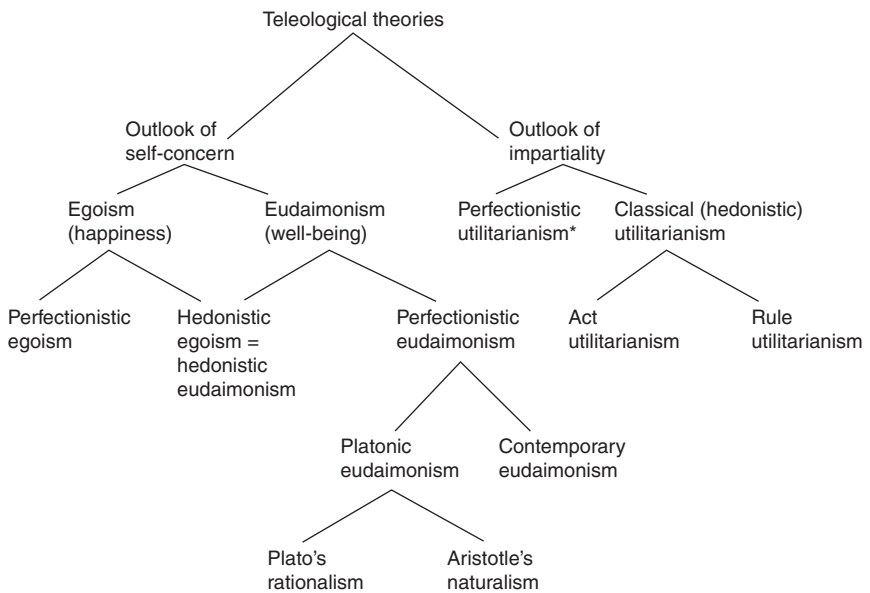 Teleological theories
Outlook of
self-concern
Outlook of
impartiality
Egoism
(happiness)
Eudaimonism
(well-being)
Perfectionistic
utilitarianism*
Classical (hedonistic)
utilitarianism
Perfectionistic
egoism
Hedonistic
egoism =
hedonistic
eudaimonism
Perfectionistic
eudaimonism
Act
utilitarianism
Rule
utilitarianism
Platonic
eudaimonism
Contemporary
eudaimonism
Plato's
rationalism
Aristotle's
naturalism